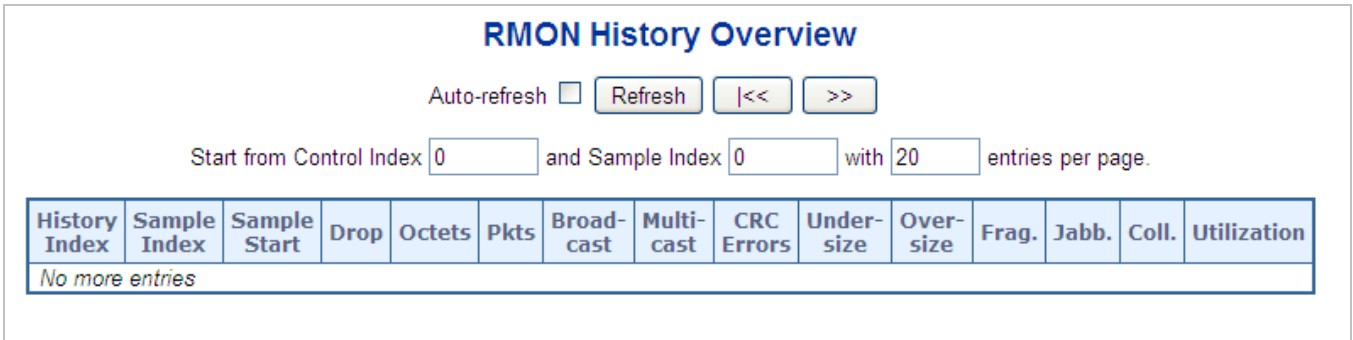 RMON History Overview
Auto-refresh Refresh |<< >>
Start from Control Index 0 and Sample Index 0 with 20 entries per page.
History Index Sample Index Sample Start Drop Octets Pkts Broad-cast Multi-cast CRC Errors Under-size Over-size Frag. Jabb. Coll. Utilization
No more entries